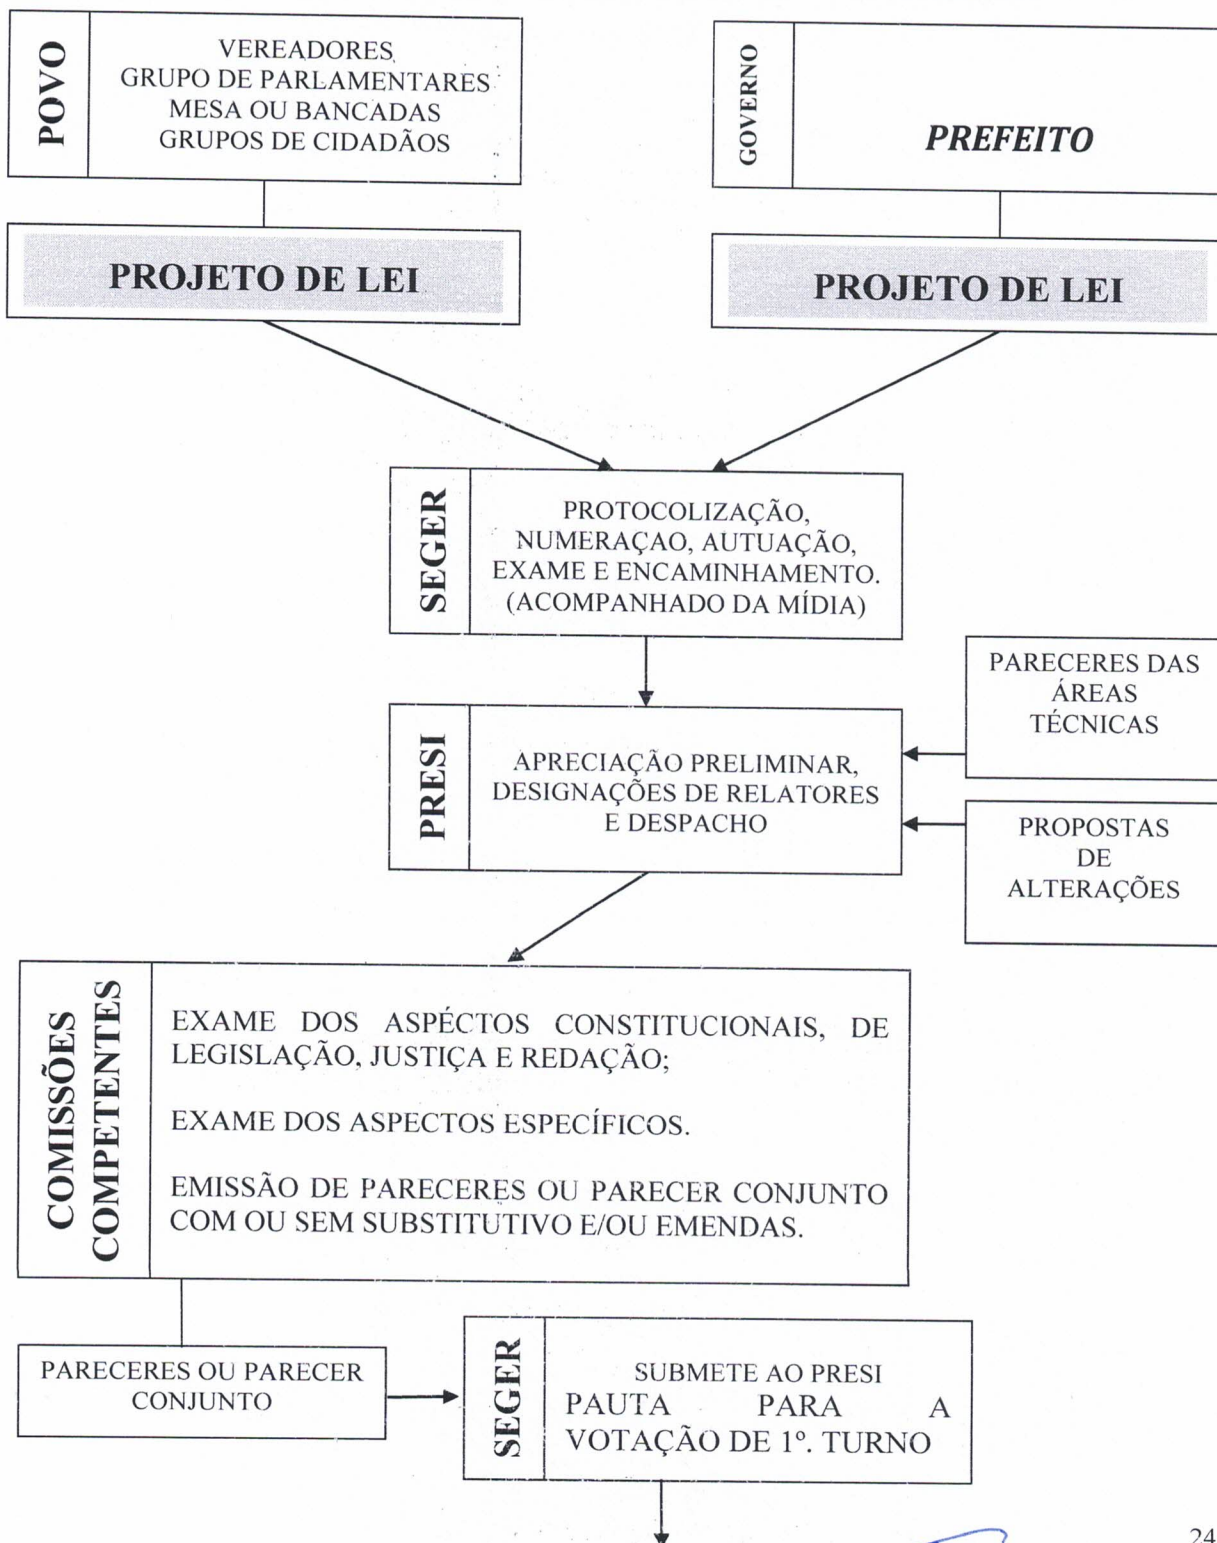 POVO
VEREADORES
GRUPO DE PARLAMENTARES
MESA OU BANCADAS
GRUPOS DE CIDADÃOS
GOVERNO
PREFEITO
PROJETO DE LEI
PROJETO DE LEI
SEGER
PROTOCOLIZAÇÃO,
NUMERAÇAO, AUTUAÇÃO,
EXAME E ENCAMINHAMENTO.
(ACOMPANHADO DA MÍDIA)
PRESI
APRECIAÇÃO PRELIMINAR,
DESIGNAÇÕES DE RELATORES
E DESPACHO
PARECERES DAS
ÁREAS
TÉCNICAS
PROPOSTAS
DE
ALTERAÇÕES
COMISSÕES
COMPETENTES
EXAME DOS ASPÉCTOS CONSTITUCIONAIS, DE
LEGISLAÇÃO, JUSTIÇA E REDAÇÃO;
EXAME DOS ASPECTOS ESPECÍFICOS.
EMISSÃO DE PARECERES OU PARECER CONJUNTO
COM OU SEM SUBSTITUTIVO E/OU EMENDAS.
PARECERES OU PARECER
CONJUNTO
SEGER
SUBMETE AO PRESI
PAUTA PARA A
VOTAÇÃO DE 1º. TURNO
24